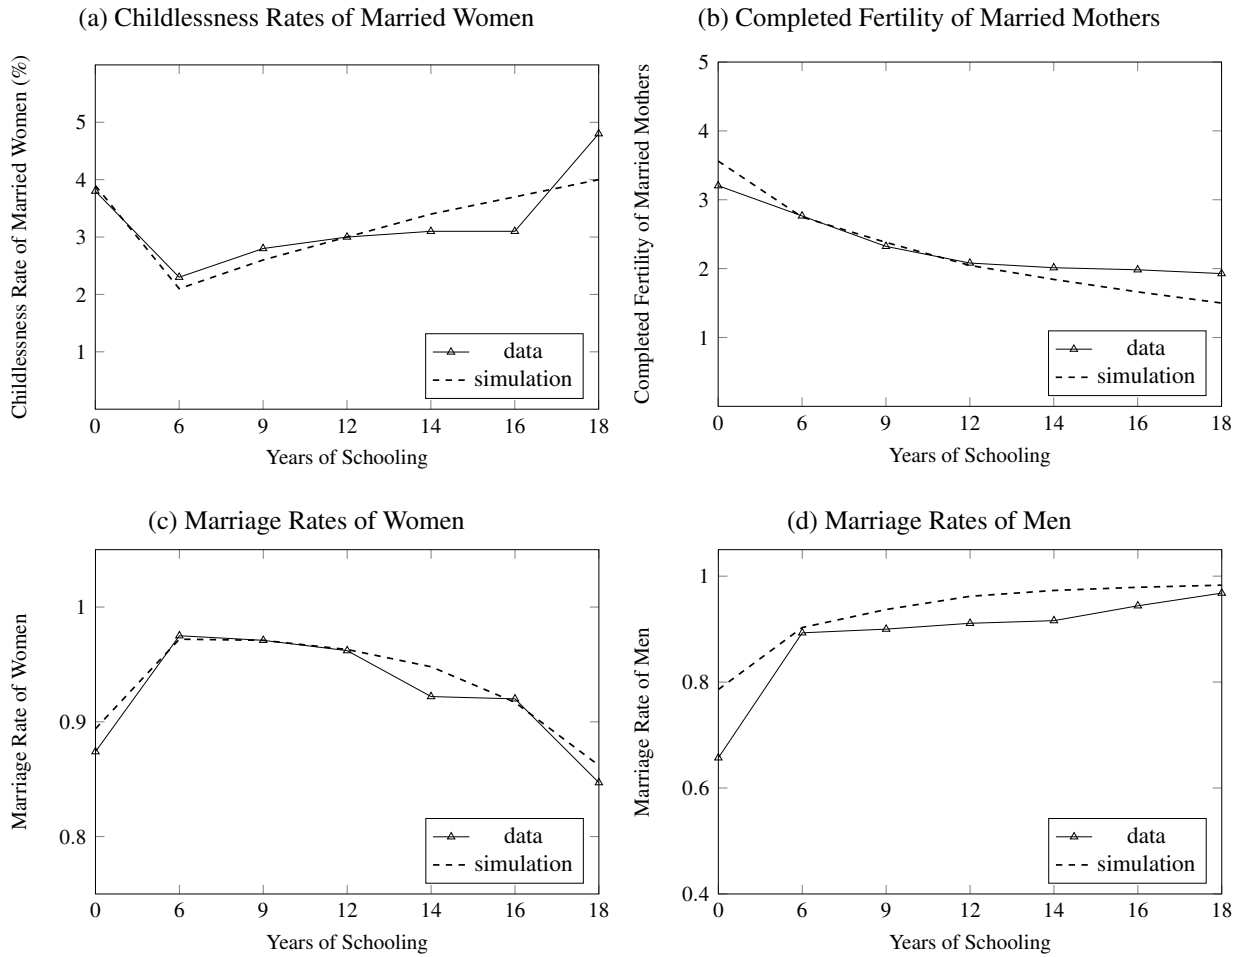 (a) Childlessness Rates of Married Women
Childlessness Rate of Married Women (%)
5
4
3
2
1
0 6 9 12 14 16 18
Years of Schooling
data
simulation
(b) Completed Fertility of Married Mothers
Completed Fertility of Married Mothers
5
4
3
2
1
0 6 9 12 14 16 18
Years of Schooling
data
simulation
(c) Marriage Rates of Women
Marriage Rate of Women
1
0.9
0.8
0 6 9 12 14 16 18
Years of Schooling
data
simulation
(d) Marriage Rates of Men
Marriage Rate of Men
1
0.8
0.6
0.4
0 6 9 12 14 16 18
Years of Schooling
data
simulation